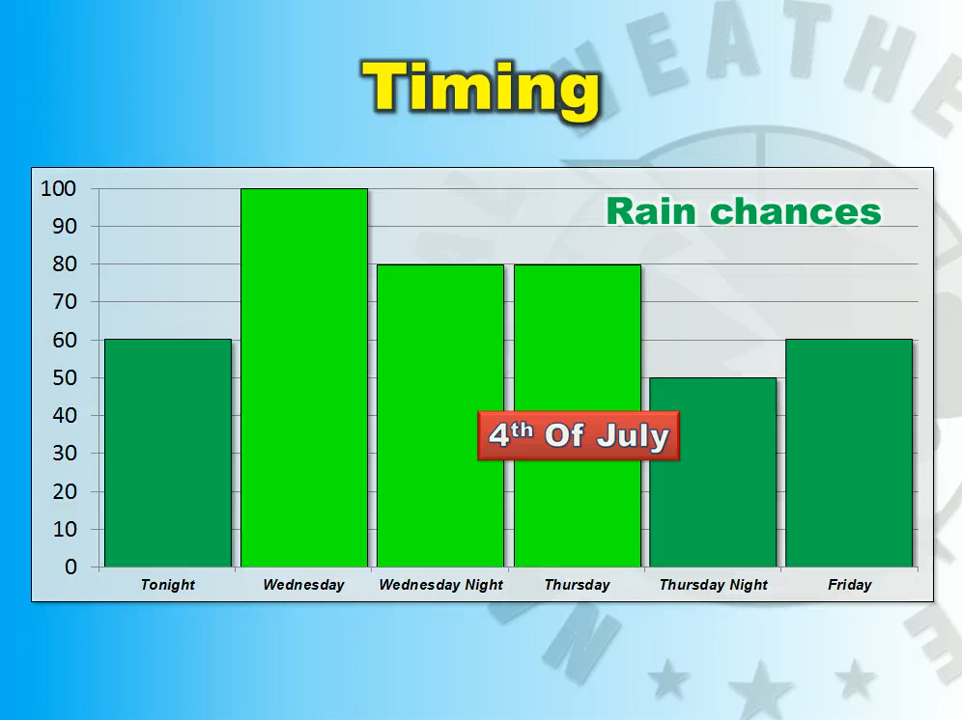 Timing
Rain chances
100
90
80
70
60
50
40
30
20
10
0
4th Of July
Tonight Wednesday Wednesday Night Thursday Thursday Night Friday